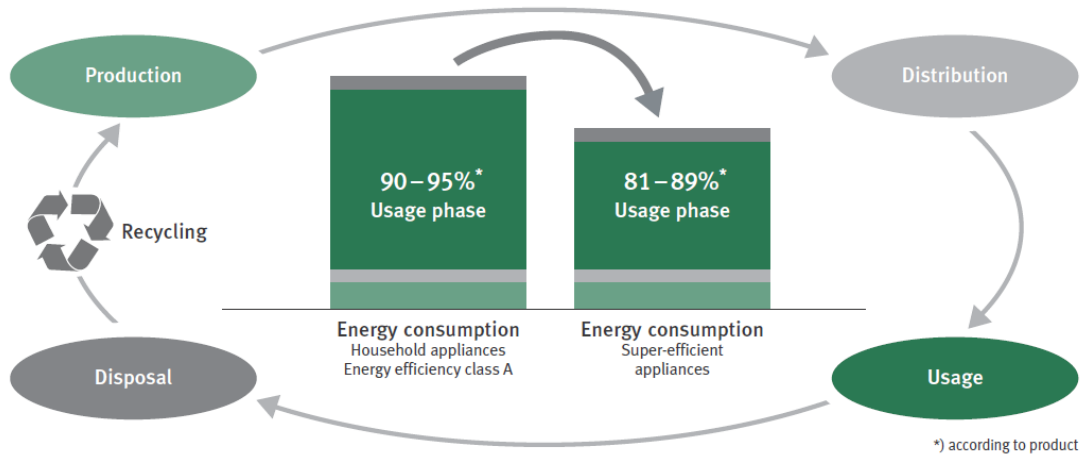 Production
Distribution
90–95%*
Usage phase
81–89%*
Usage phase
Recycling
Energy consumption
Household appliances
Energy efficiency class A
Energy consumption
Super-efficient
appliances
Disposal
Usage
*) according to product